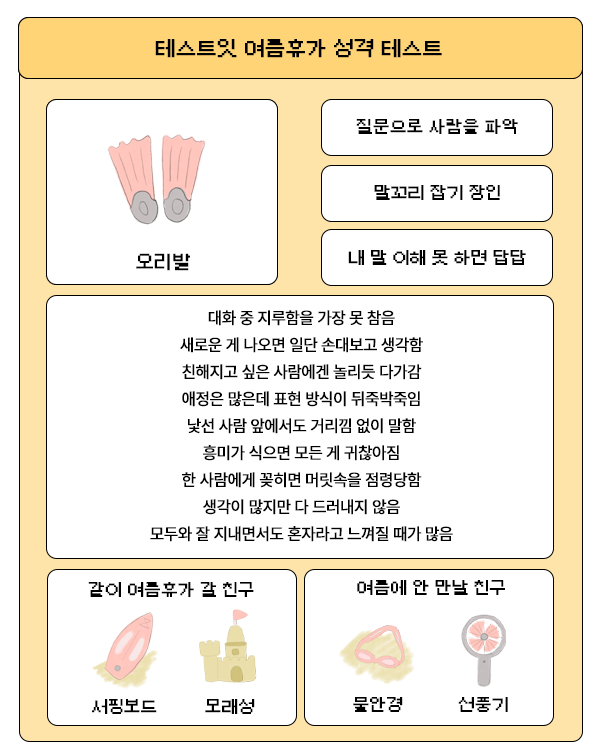 테스트잇 여름휴가 성격 테스트
오리발
질문으로 사람을 파악
말꼬리 잡기 장인
내 말 이해 못 하면 답답
대화 중 지루함을 가장 못 참음
새로운 게 나오면 일단 손대보고 생각함
친해지고 싶은 사람에겐 놀리듯 다가감
애정은 많은데 표현 방식이 뒤죽박죽임
낯선 사람 앞에서도 거리낌 없이 말함
흥미가 식으면 모든 게 귀찮아짐
한 사람에게 꽂히면 머릿속을 점령당함
생각이 많지만 다 드러내지 않음
모두와 잘 지내면서도 혼자라고 느껴질 때가 많음
같이 여름휴가 갈 친구
서핑보드 모래성
여름에 안 만날 친구
물안경 선풍기